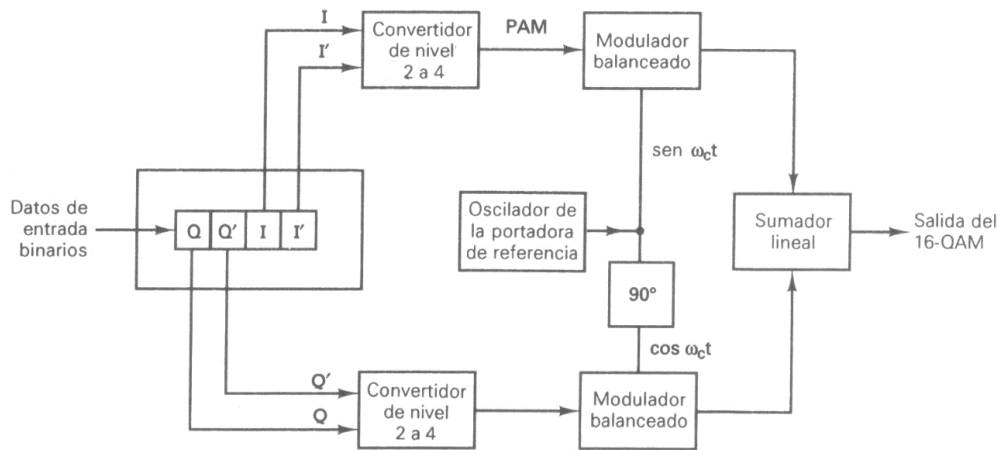 I
I′
Convertidor
de nivel
2 a 4
PAM
Modulador
balanceado
sen ωct
Datos de
entrada
binarios
Q Q′ I I′
Oscilador de
la portadora
de referencia
Sumador
lineal
Salida del
16-QAM
90°
cos ωct
Q′
Q
Convertidor
de nivel
2 a 4
Modulador
balanceado